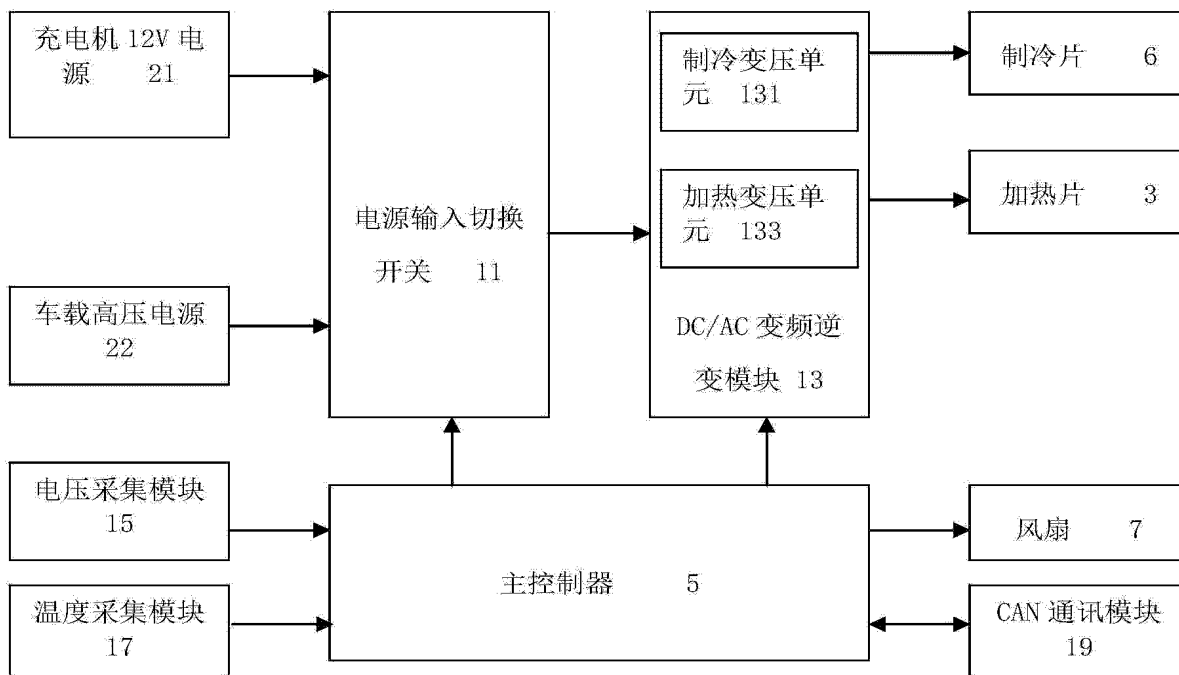 充电机 12V 电
源 21
制冷变压单
元 131
制冷片 6
电源输入切换
开关 11
加热变压单
元 133
加热片 3
车载高压电源
22
DC/AC 变频逆
变模块 13
电压采集模块
15
主控制器 5
风扇 7
温度采集模块
17
CAN 通讯模块
19